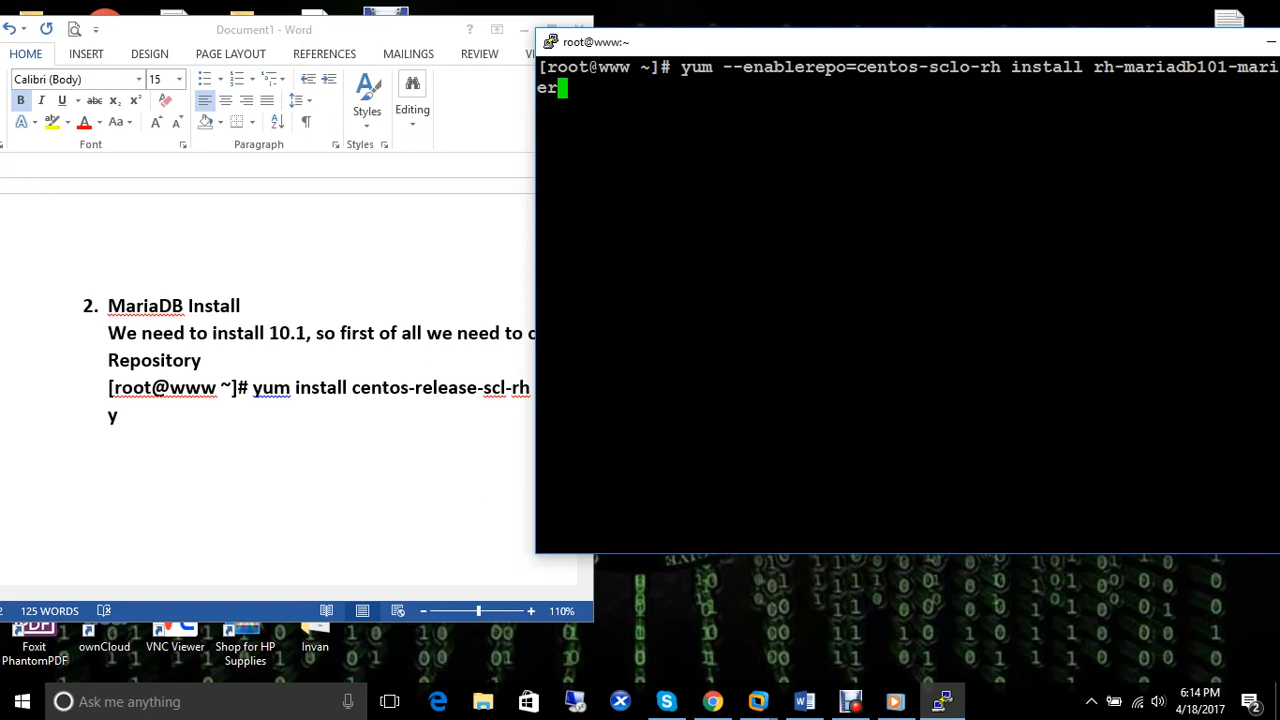 Document1 - Word
root@www:~
HOME INSERT DESIGN PAGE LAYOUT REFERENCES MAILINGS REVIEW
Calibri (Body) 15
Styles
Editing
Font Paragraph Styles
[root@www ~]# yum --enablerepo=centos-sclo-rh install rh-mariadb101-mari
er
2. MariaDB Install
We need to install 10.1, so first of all we need to
Repository
[root@www ~]# yum install centos-release-scl-rh
y
125 WORDS
110%
Foxit PhantomPDF
ownCloud
VNC Viewer
Shop for HP Supplies
Invan
Ask me anything
6:14 PM
4/18/2017